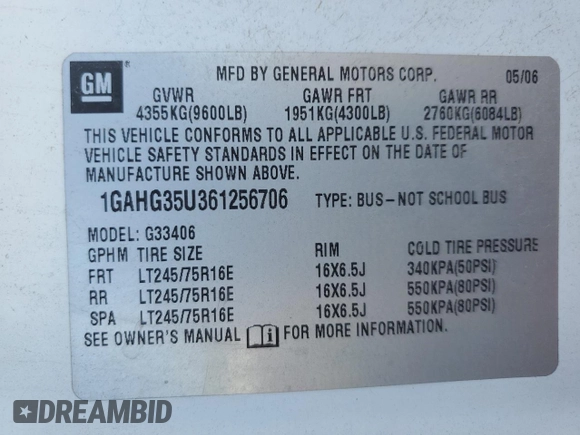 GM
MFD BY GENERAL MOTORS CORP. 05/06
GVWR GAWR FRT GAWR RR
4355KG(9600LB) 1951KG(4300LB) 2760KG(6084LB)
THIS VEHICLE CONFORMS TO ALL APPLICABLE U.S. FEDERAL MOTOR
VEHICLE SAFETY STANDARDS IN EFFECT ON THE DATE OF
MANUFACTURE SHOWN ABOVE.
1GAHG35U361256706 TYPE: BUS-NOT SCHOOL BUS
MODEL: G33406
GHM TIRE SIZE RIM COLD TIRE PRESSURE
FRT LT245/75R16E 16X6.5J 340KPA(50PSI)
RR LT245/75R16E 16X6.5J 550KPA(80PSI)
SPA LT245/75R16E 16X6.5J 550KPA(80PSI)
SEE OWNER'S MANUAL i FOR MORE INFORMATION.
DREAMBID